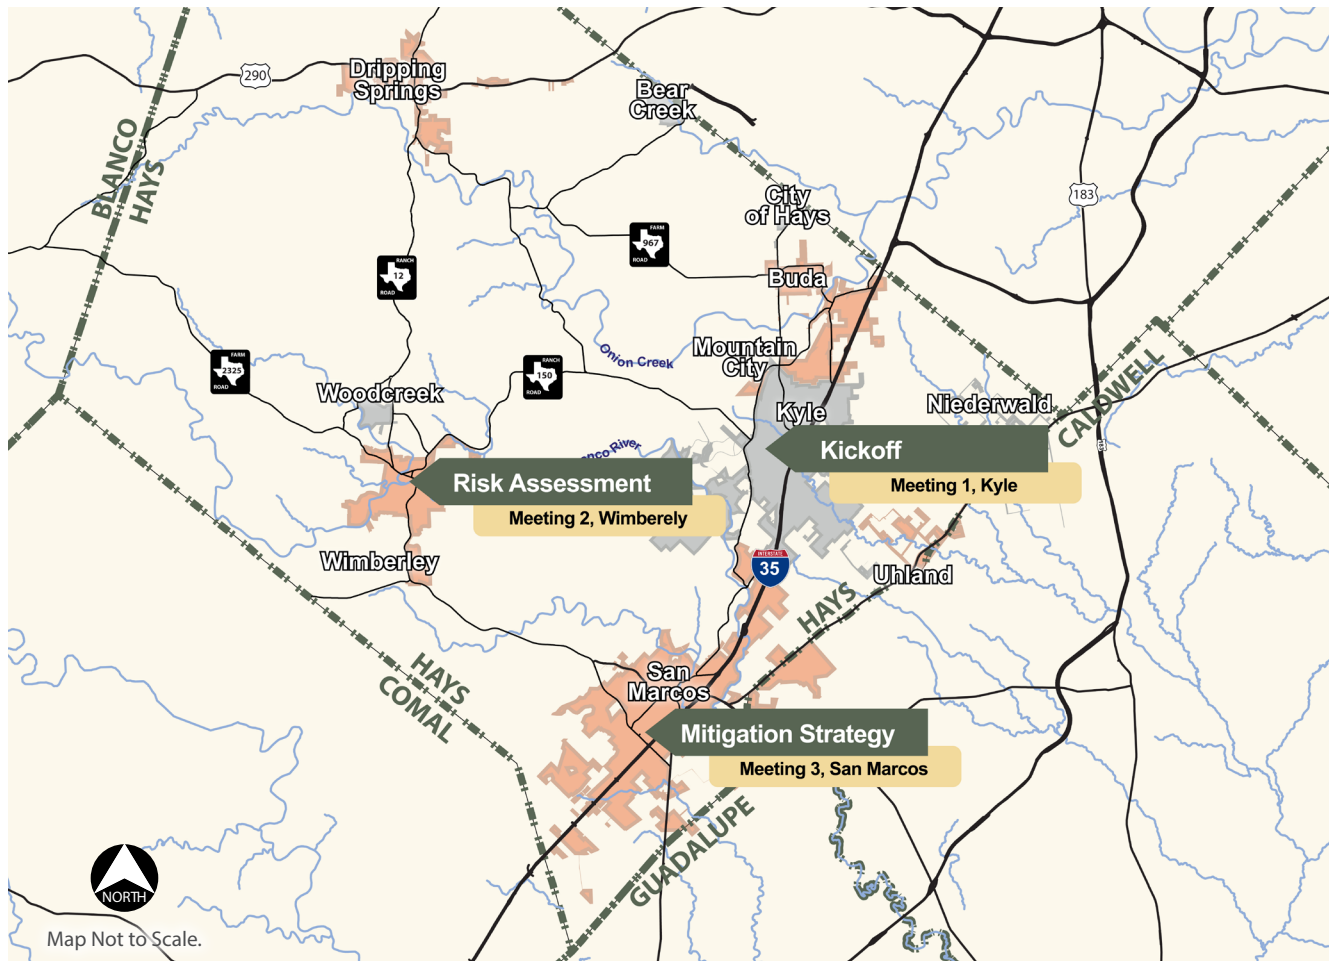 290
Dripping
Springs
Bear
Creek
BLANCO
HAYS
City
of Hays
183
FARM
967
ROAD
RANCH
12
ROAD
Buda
Mountain
City
Onion Creek
FARM
2325
ROAD
RANCH
150
ROAD
Woodcreek
Kyle
Niederwald
CALDWELL
183
Kickoff
Meeting 1, Kyle
River
Risk Assessment
Meeting 2, Wimberely
Wimberley
INTERSTATE
35
Uhland
HAYS
HAYS
COMAL
San
Marcos
Mitigation Strategy
Meeting 3, San Marcos
GUADALUPE
NORTH
Map Not to Scale.